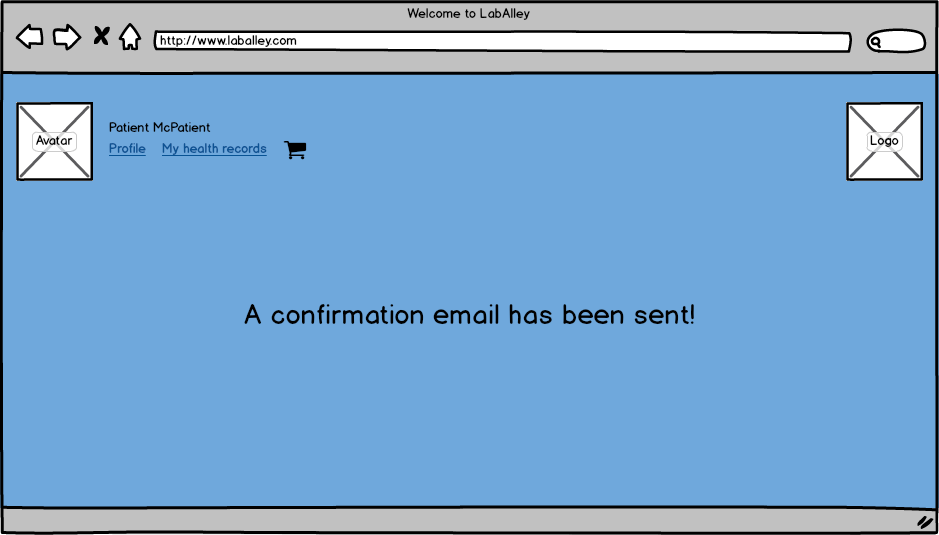 Welcome to LabAlley
http://www.laballey.com
Avatar
Patient McPatient
Profile My health records
Logo
A confirmation email has been sent!